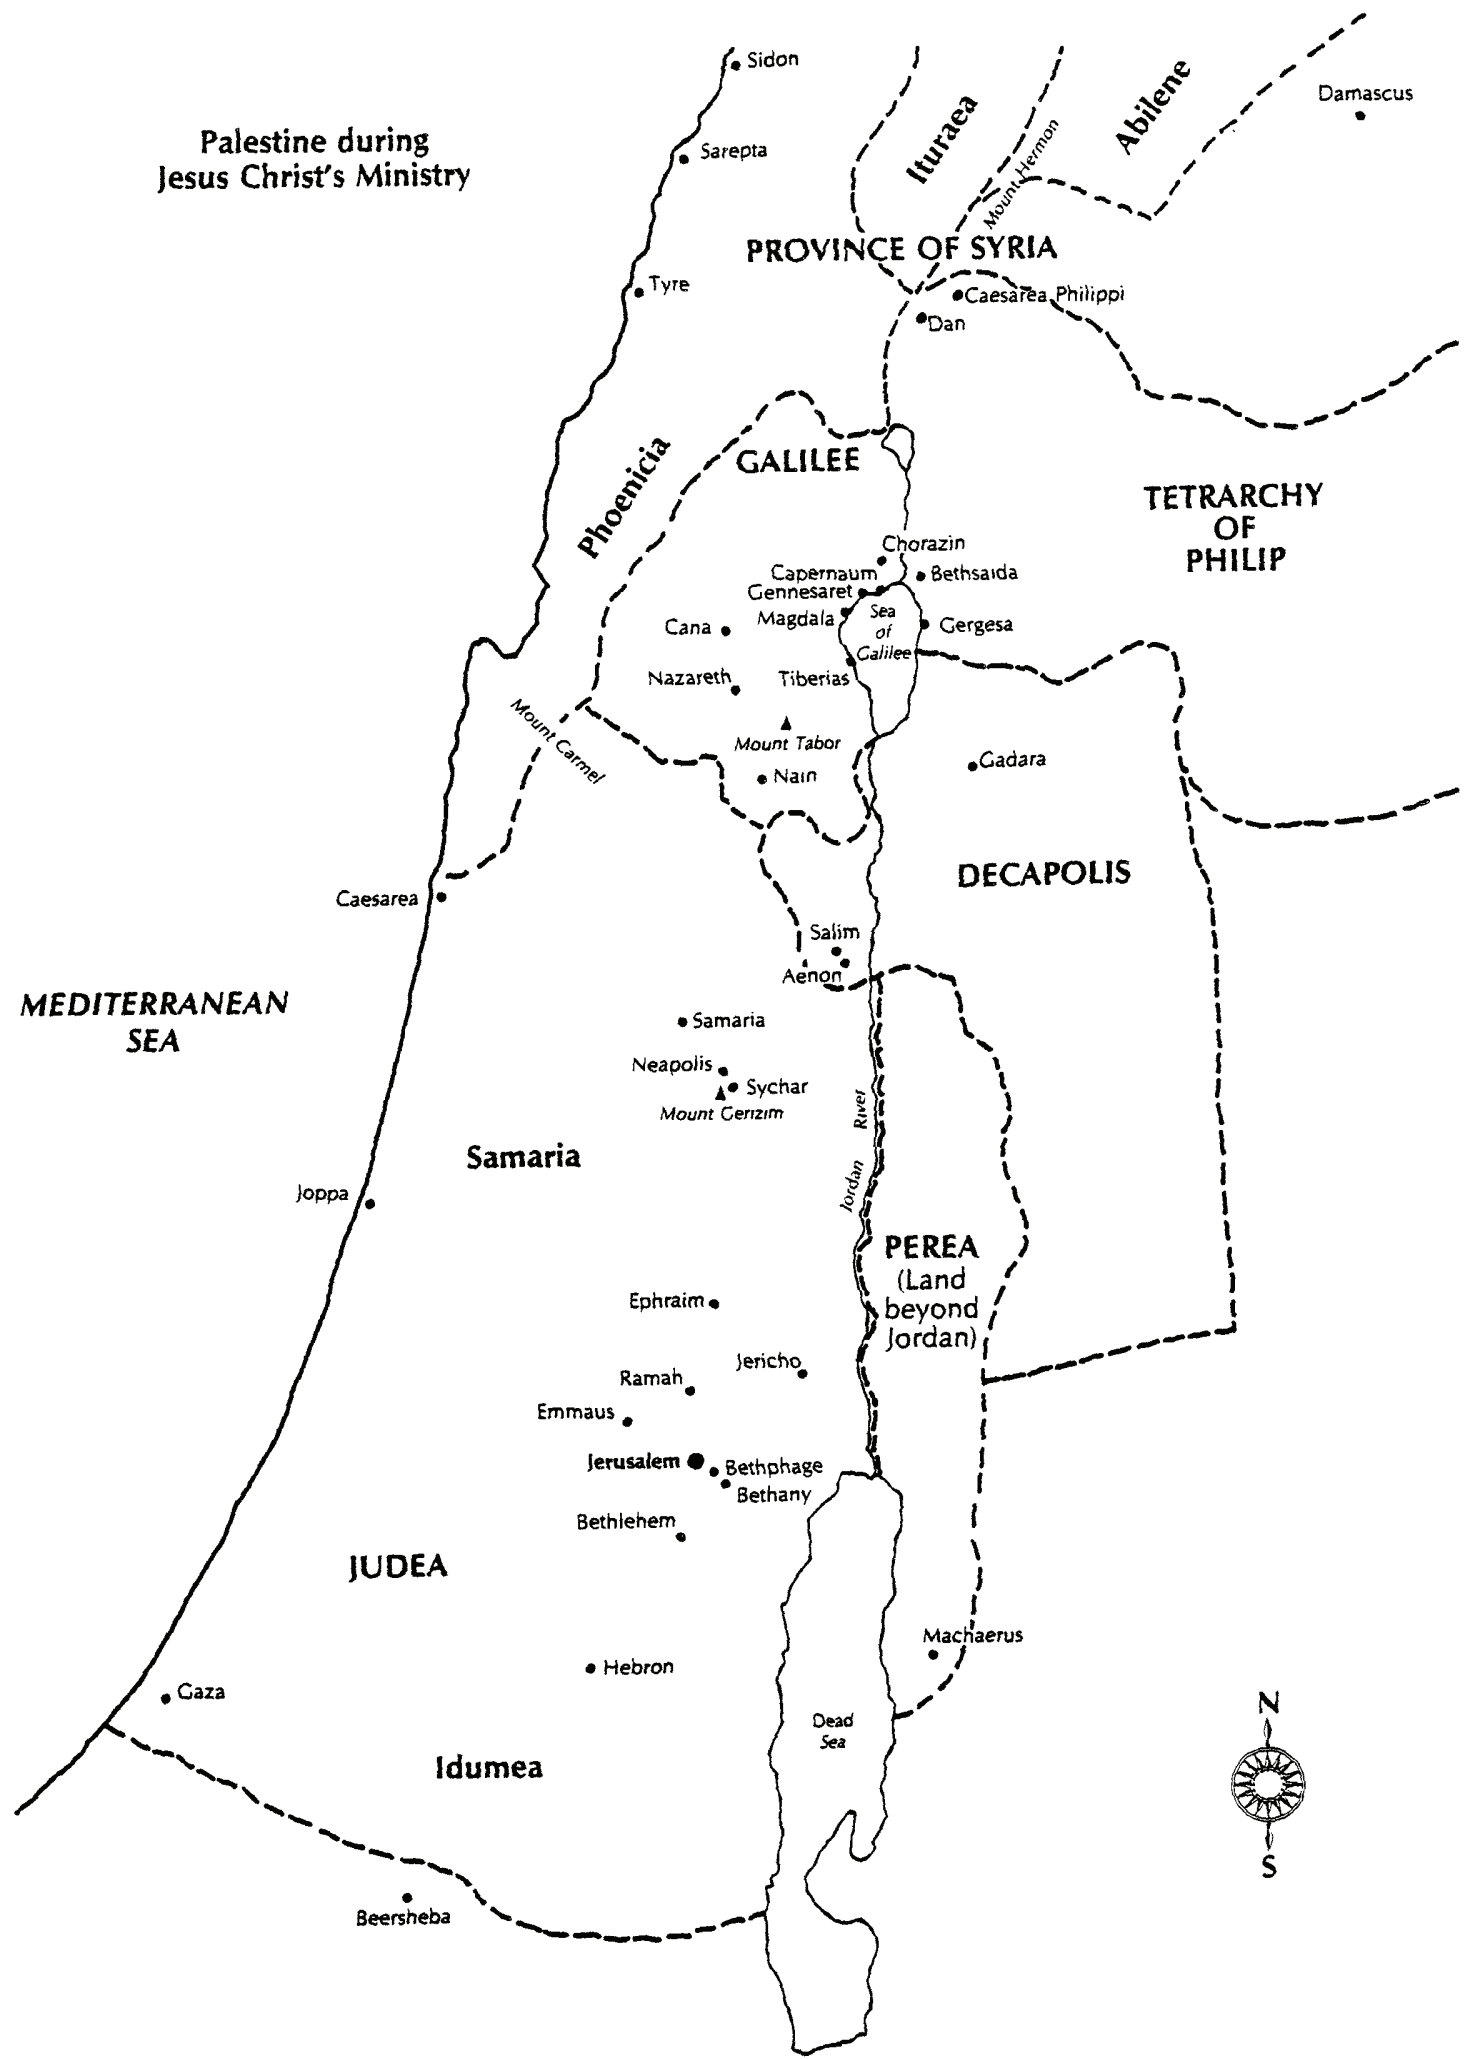 Sidon
Damascus
Palestine during
Jesus Christ's Ministry
Sarepta
Ituraea
Abilene
Mount Hermon
PROVINCE OF SYRIA
Tyre
Caesarea Philippi
Dan
GALILEE
Phoenicia
TETRARCHY
OF
PHILIP
Chorazin
Capernaum
Bethsaida
Gennesaret
Magdala
Sea
of
Galilee
Gergesa
Cana
Nazareth
Tiberias
Mount Carmel
Mount Tabor
Nain
Gadara
DECAPOLIS
Caesarea
Salim
Aenon
MEDITERRANEAN
SEA
Samaria
Neapolis
Sychar
Mount Gerizim
Jordan River
Samaria
Joppa
PEREA
(Land
beyond
Jordan)
Ephraim
Jericho
Ramah
Emmaus
Jerusalem
Bethphage
Bethany
Bethlehem
JUDEA
Machaerus
Hebron
Gaza
Dead
Sea
Idumea
N
S
Beersheba